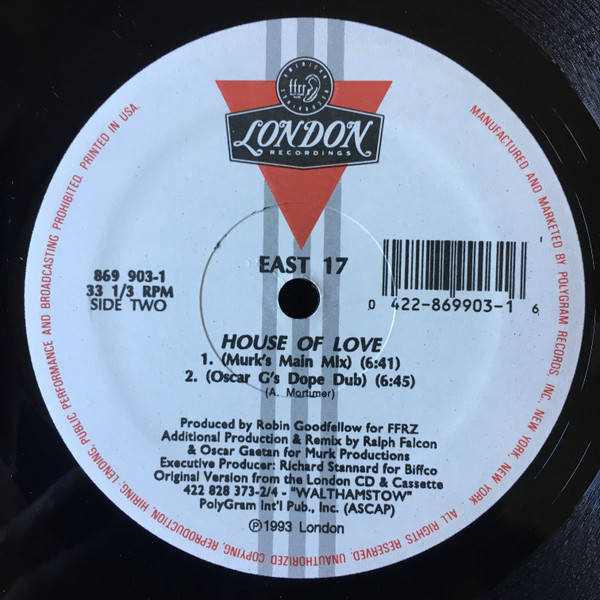 ffrr
AMERICAN
LONDON
RECORDINGS
EAST 17
869 903-1
33 1/3 RPM
SIDE TWO
0 422-869903-1 6
HOUSE OF LOVE
1. (Murk's Main Mix) (6:41)
2. (Oscar G's Dope Dub) (6:45)
(A. Mortimer)
Produced by Robin Goodfellow for FFRZ
Additional Production & Remix by Ralph Falcon
& Oscar Gaetan for Murk Productions
Executive Producer: Richard Stannard for Biffco
Original Version from the London CD & Cassette
422 828 373-2/4 - "WALTHAMSTOW"
PolyGram Int'l Pub., Inc. (ASCAP)
Ⓟ1993 London
MANUFACTURED AND MARKETED BY POLYGRAM RECORDS, INC., NEW YORK, NEW YORK. ALL RIGHTS RESERVED. UNAUTHORIZED COPYING, REPRODUCTION, HIRING, LENDING, PUBLIC PERFORMANCE AND BROADCASTING PROHIBITED. PRINTED IN USA.